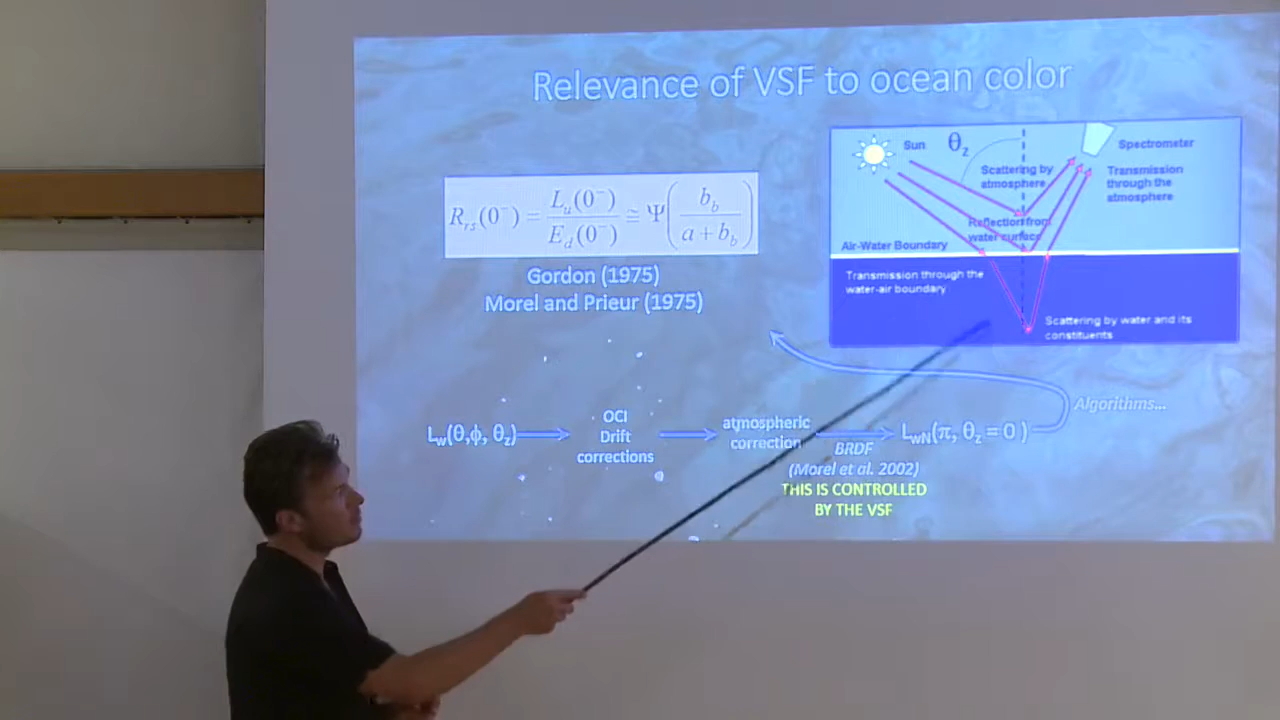 Relevance of VSF to ocean color
R_rs(0⁻) = L_u(0⁻) / E_d(0⁻) ≅ Ψ(b_b / (a + b_b))
Gordon (1975)
Morel and Prieur (1975)
Sun
θ_z
Spectrometer
Scattering by
atmosphere
Transmission
through the
atmosphere
Reflection from
water surface
Air-Water Boundary
Transmission through the
water-air boundary
Scattering by water and its
constituents
Algorithms...
L_w(θ,ϕ, θ_z)
OCI
Drift
corrections
atmospheric
correction
BRDF
(Morel et al. 2002)
THIS IS CONTROLLED
BY THE VSF
L_wN(π, θ_z = 0 )